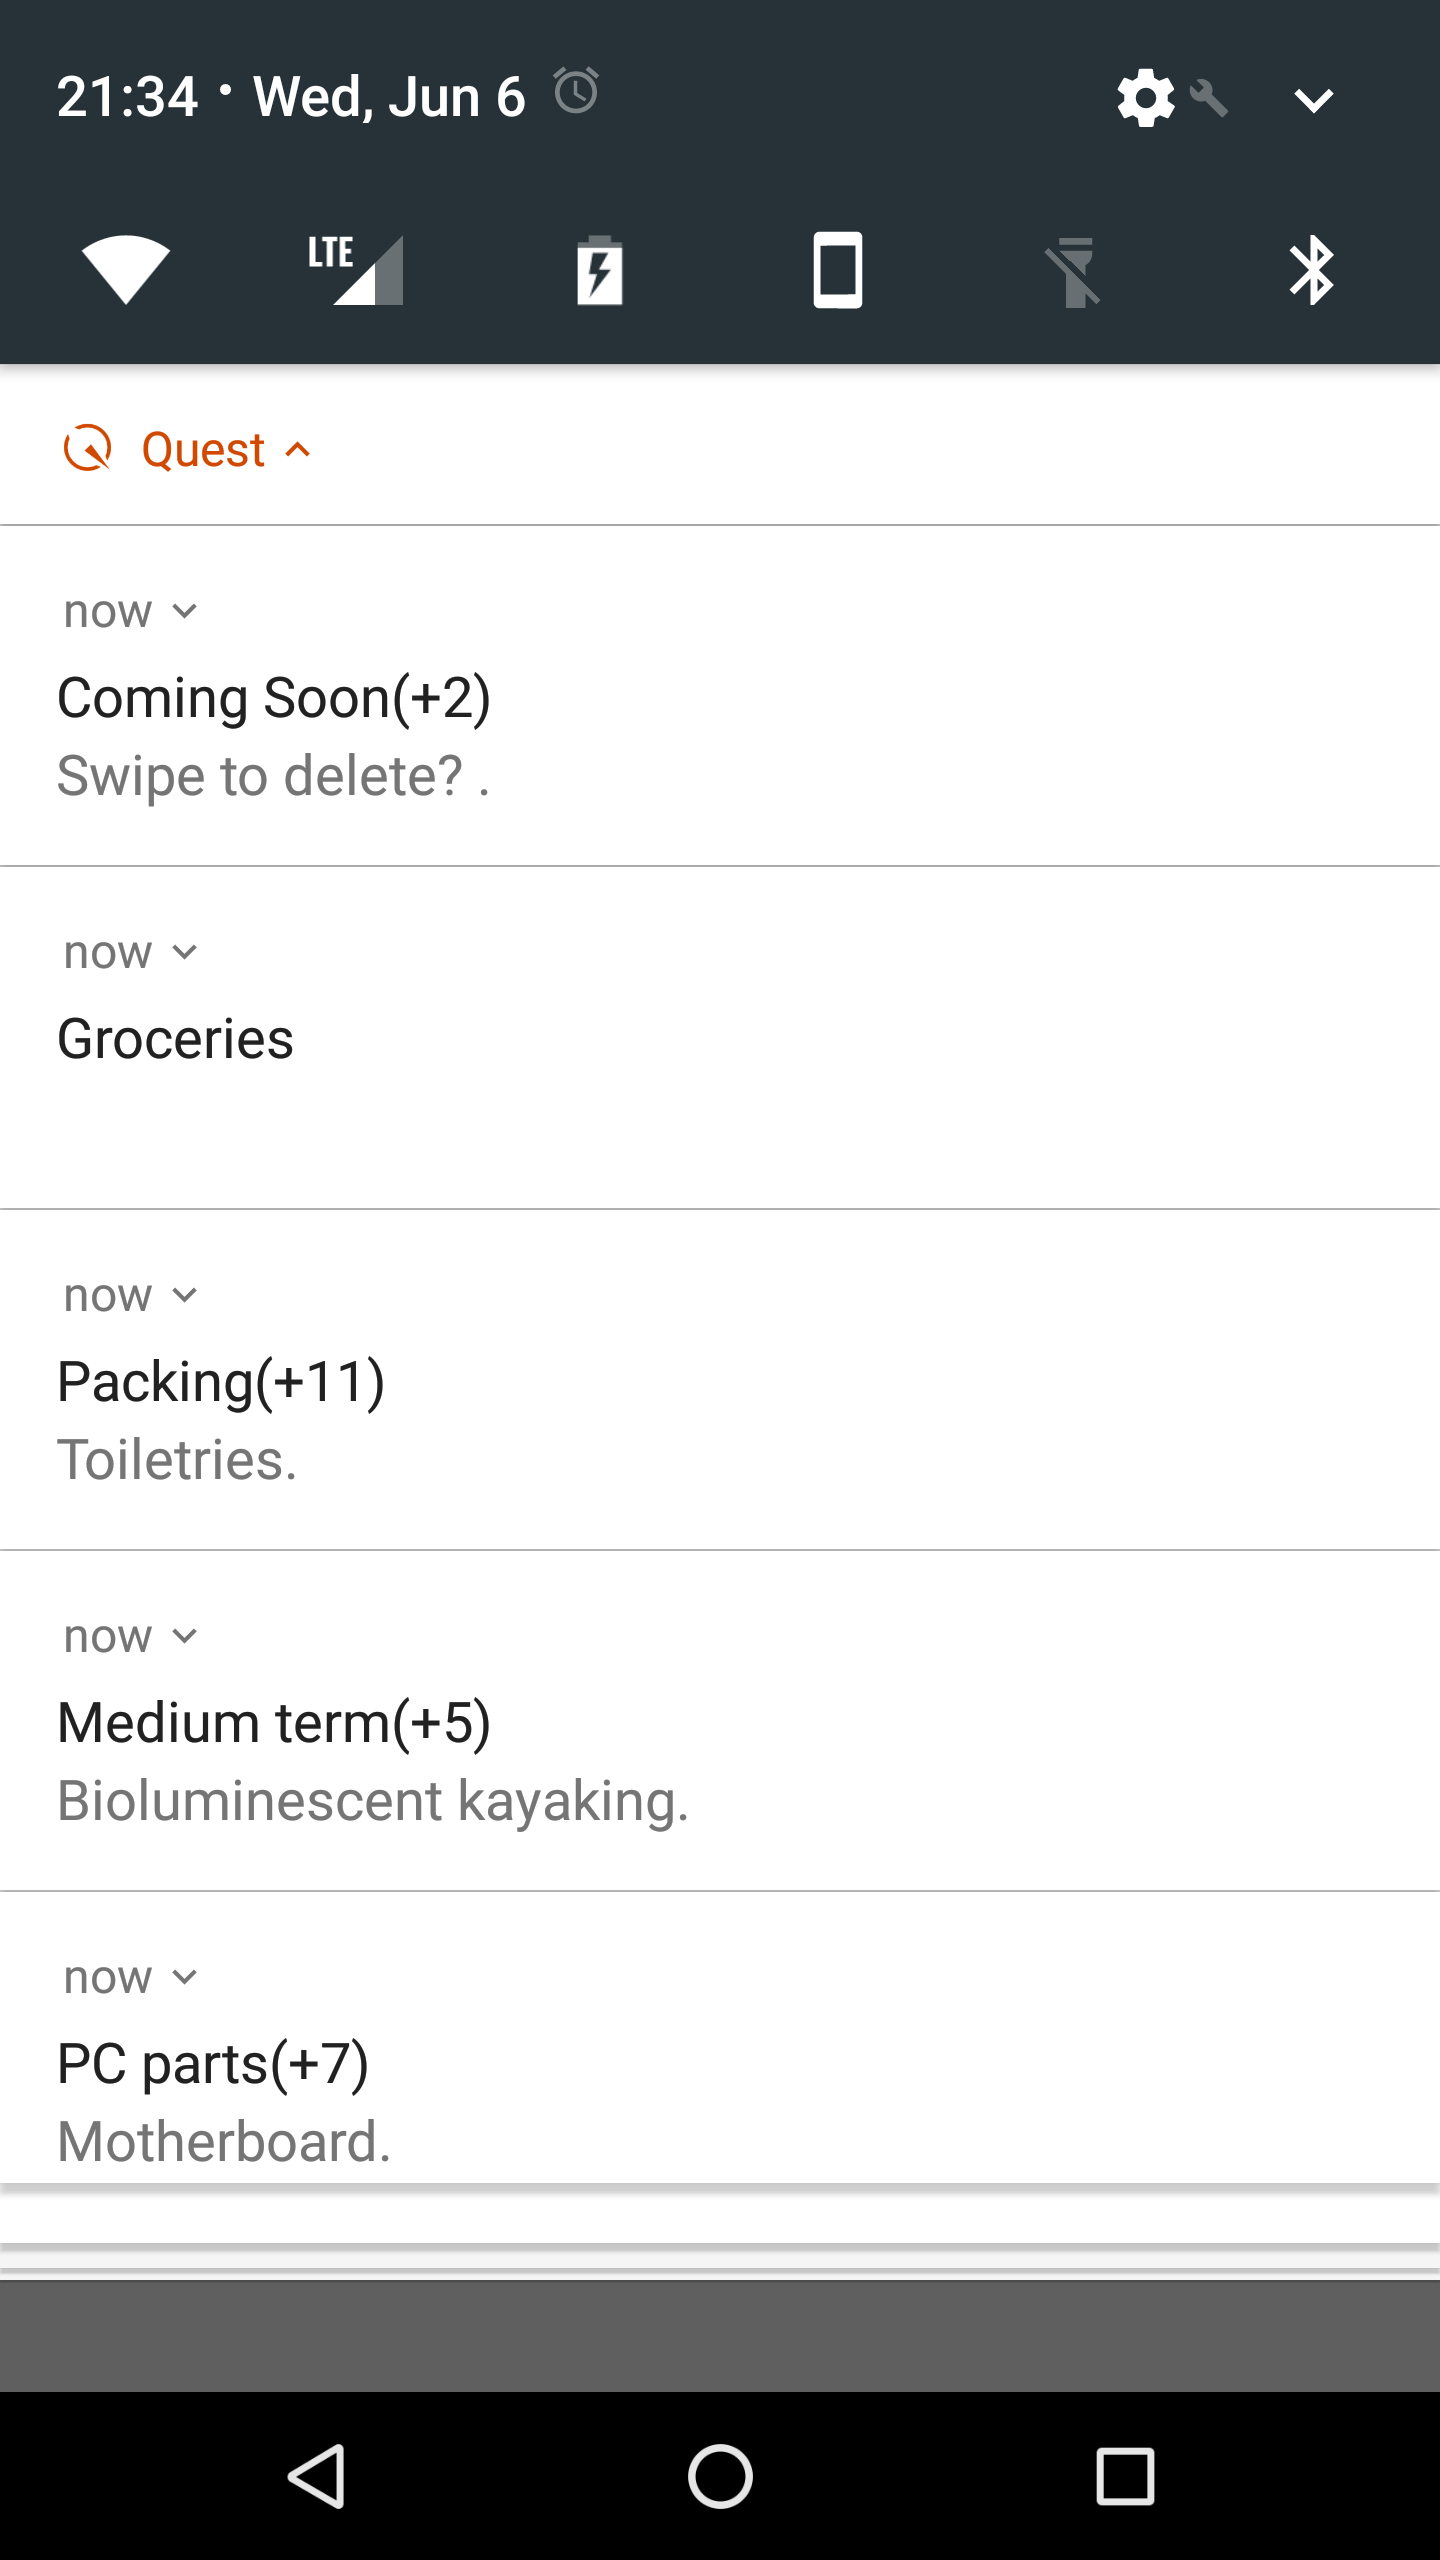 21:34 • Wed, Jun 6
LTE
Quest
now
Coming Soon(+2)
Swipe to delete? .
now
Groceries
now
Packing(+11)
Toiletries.
now
Medium term(+5)
Bioluminescent kayaking.
now
PC parts(+7)
Motherboard.